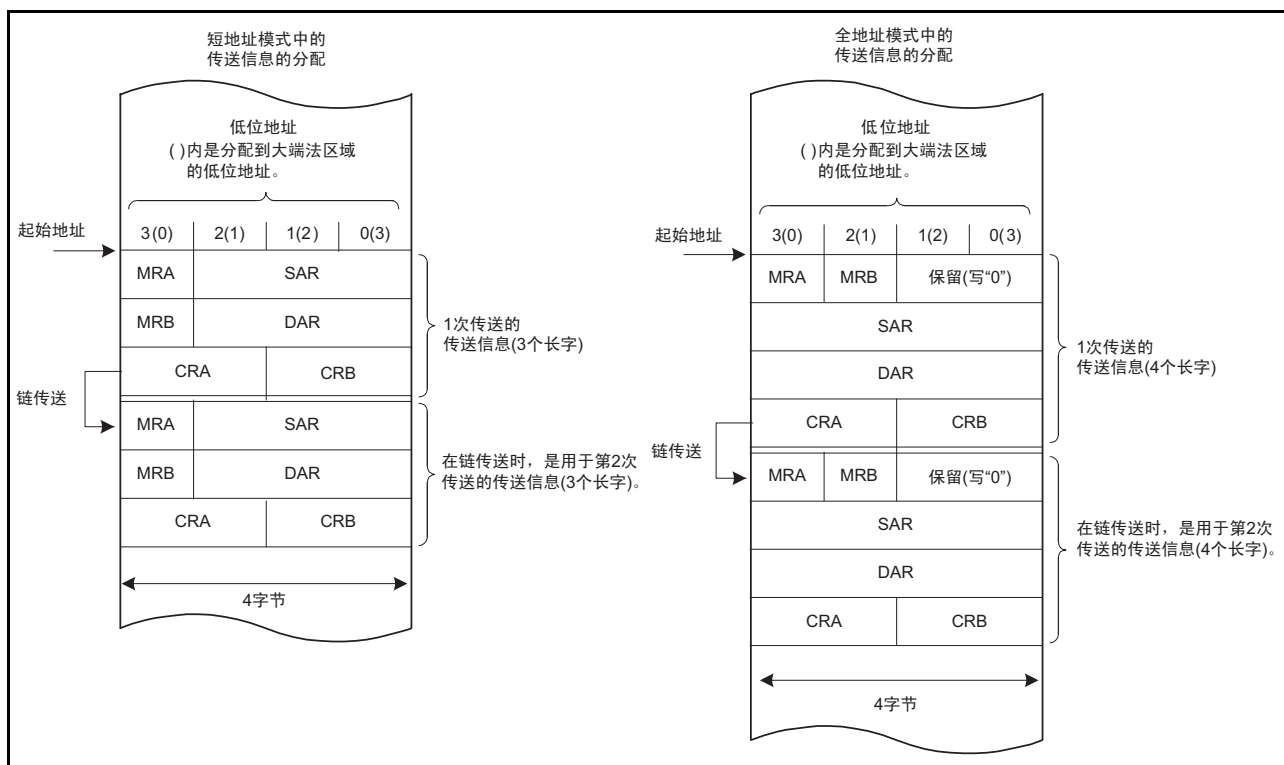 短地址模式中的
传送信息的分配
低位地址
( )内是分配到大端法区域
的低位地址。
起始地址
3(0) 2(1) 1(2) 0(3)
MRA SAR
MRB DAR
CRA CRB
1次传送的
传送信息(3个长字)
链传送
MRA SAR
MRB DAR
CRA CRB
在链传送时，是用于第2次
传送的传送信息(3个长字)。
4字节
全地址模式中的
传送信息的分配
低位地址
( )内是分配到大端法区域
的低位地址。
起始地址
3(0) 2(1) 1(2) 0(3)
MRA MRB 保留(写“0”)
SAR
DAR
CRA CRB
1次传送的
传送信息(4个长字)
链传送
MRA MRB 保留(写“0”)
SAR
DAR
CRA CRB
在链传送时，是用于第2次
传送的传送信息(4个长字)。
4字节